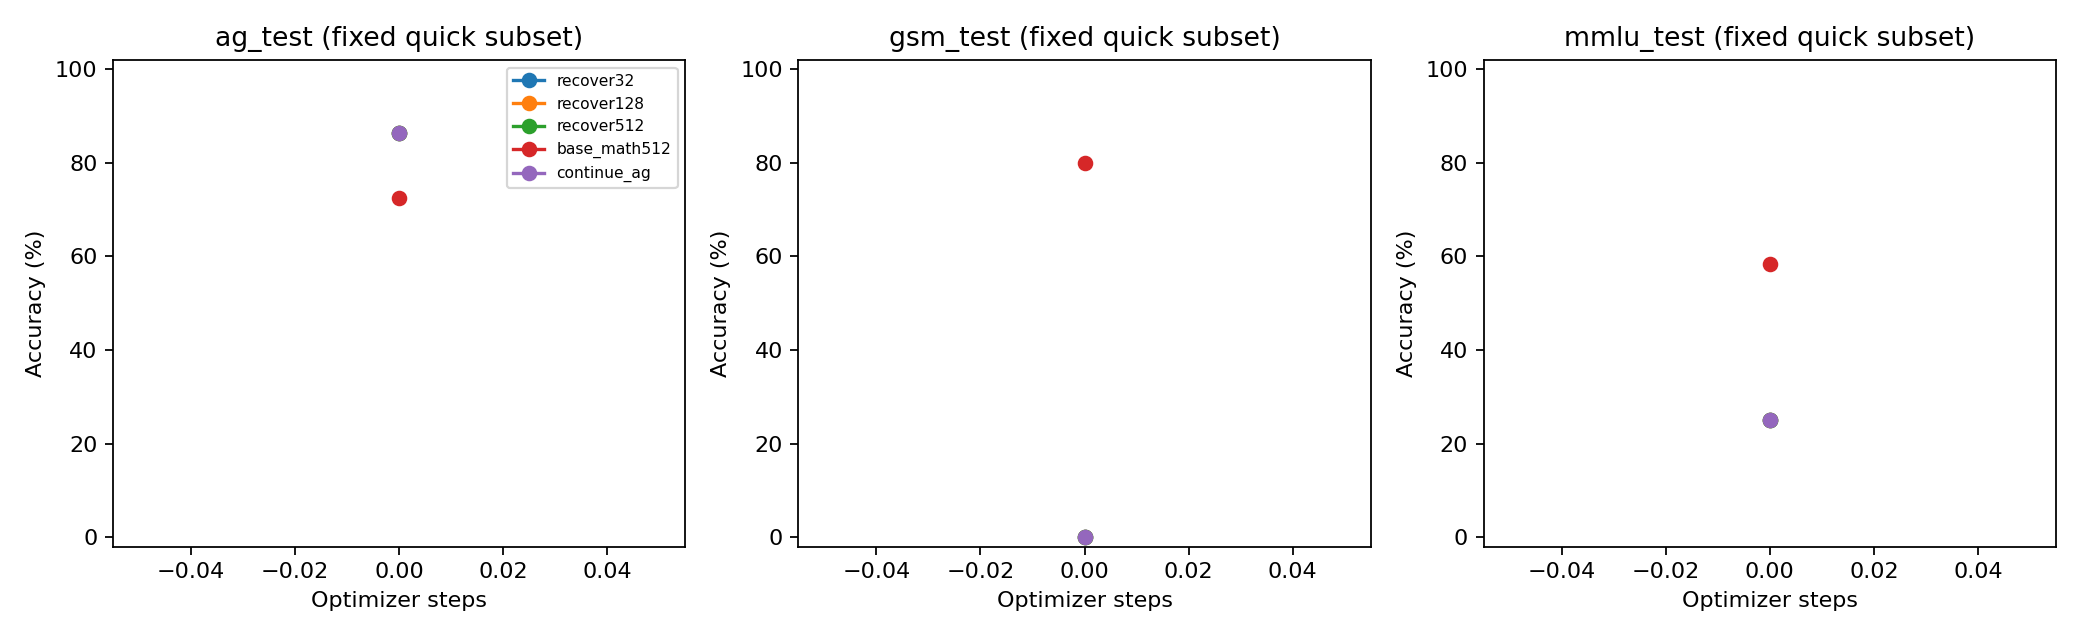 ag_test (fixed quick subset)
100
80
60
40
20
0
Accuracy (%)
recover32
recover128
recover512
base_math512
continue_ag
−0.04
−0.02
0.00
0.02
0.04
Optimizer steps
gsm_test (fixed quick subset)
100
80
60
40
20
0
Accuracy (%)
−0.04
−0.02
0.00
0.02
0.04
Optimizer steps
mmlu_test (fixed quick subset)
100
80
60
40
20
0
Accuracy (%)
−0.04
−0.02
0.00
0.02
0.04
Optimizer steps